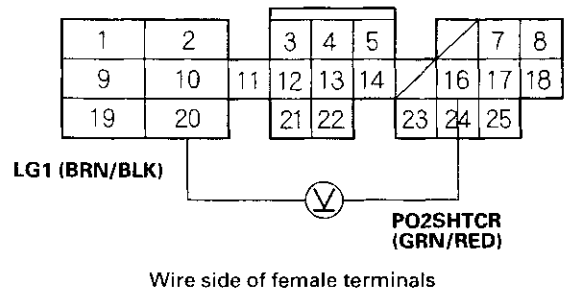 1 2 3 4 5 7 8
9 10 11 12 13 14 16 17 18
19 20 21 22 23 24 25
LG1 (BRN/BLK)
V
PO2SHTCR
(GRN/RED)
Wire side of female terminals